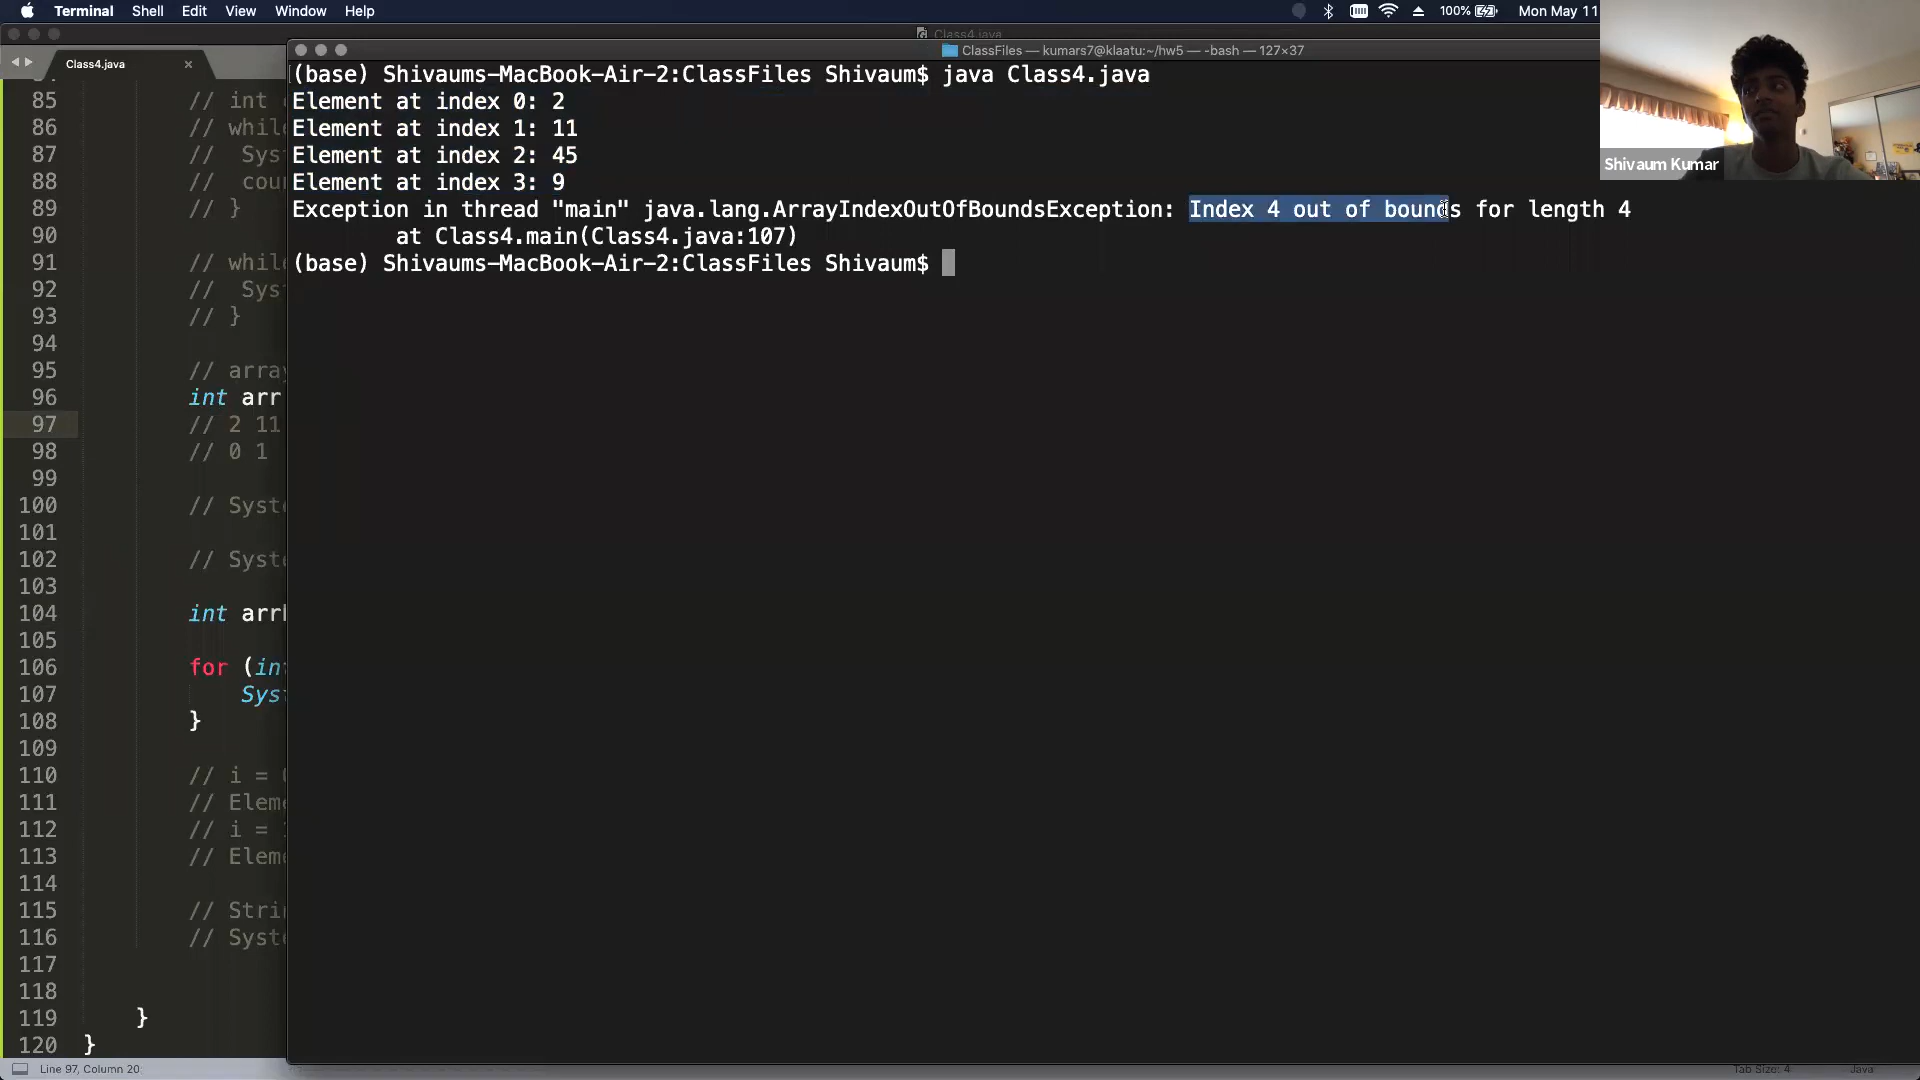 Terminal Shell Edit View Window Help 100% Mon May 11
Class4.java
ClassFiles — kumars7@klaatu:~/hw5 — -bash — 127×37
Class4.java ×
(base) Shivaums-MacBook-Air-2:ClassFiles Shivaum$ java Class4.java
Element at index 0: 2
Element at index 1: 11
Element at index 2: 45
Element at index 3: 9
Exception in thread "main" java.lang.ArrayIndexOutOfBoundsException: Index 4 out of bounds for length 4
at Class4.main(Class4.java:107)
(base) Shivaums-MacBook-Air-2:ClassFiles Shivaum$
Shivaum Kumar
85 // int
86 // whil
87 // Sys
88 // cou
89 // }
90
91 // whil
92 // Sys
93 // }
94
95 // array
96 int arr
97 // 2 11
98 // 0 1
99
100 // Syst
101
102 // Syst
103
104 int arr
105
106 for (in
107 Sys
108 }
109
110 // i =
111 // Elem
112 // i =
113 // Elem
114
115 // Stri
116 // Syst
117
118
119 }
120 }
Line 97, Column 20 Tab Size: 4 Java